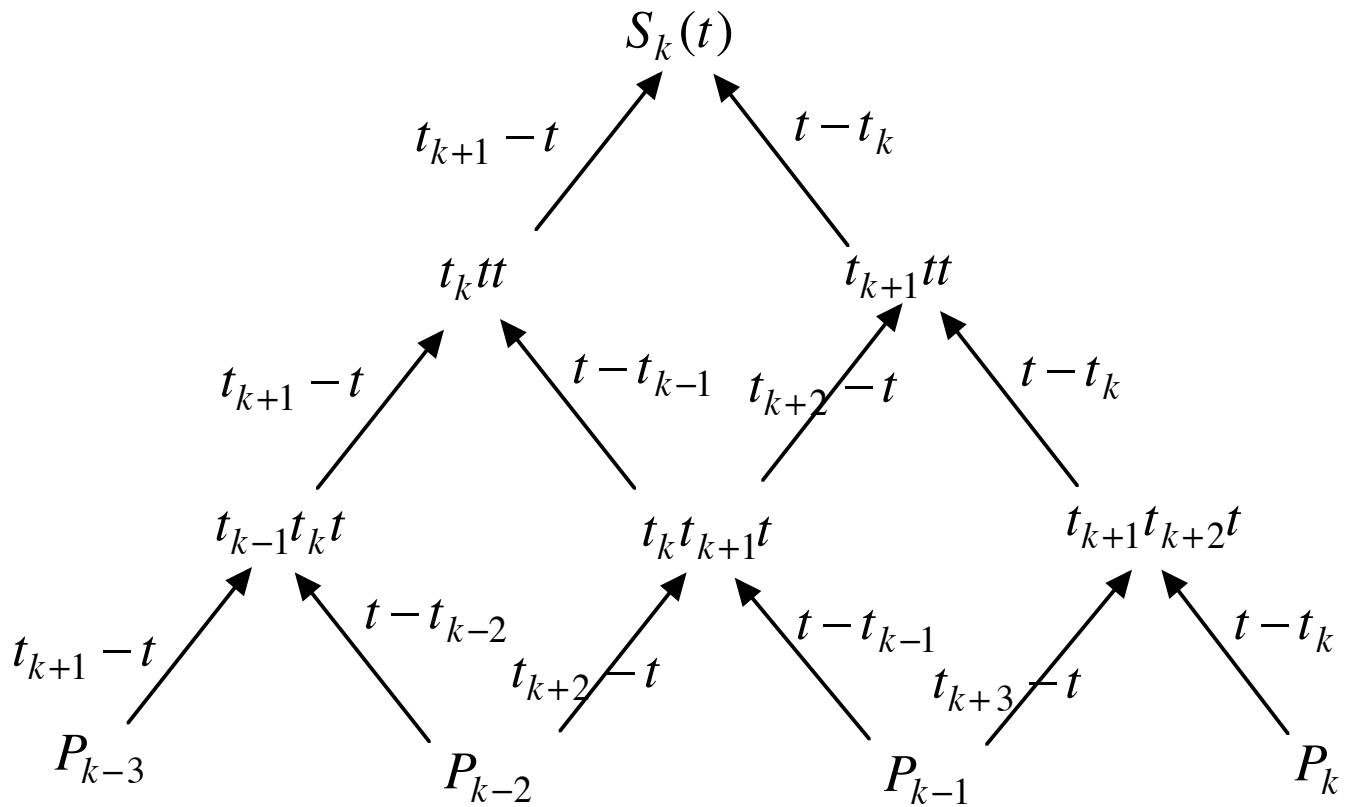 S_k(t)
t_{k+1} − t    t − t_k
t_k tt    t_{k+1} tt
t_{k+1} − t    t − t_{k−1}    t_{k+2} − t    t − t_k
t_{k−1} t_k t    t_k t_{k+1} t    t_{k+1} t_{k+2} t
t_{k+1} − t    t − t_{k−2}    t_{k+2} − t    t − t_{k−1}    t_{k+3} − t    t − t_k
P_{k−3}    P_{k−2}    P_{k−1}    P_k